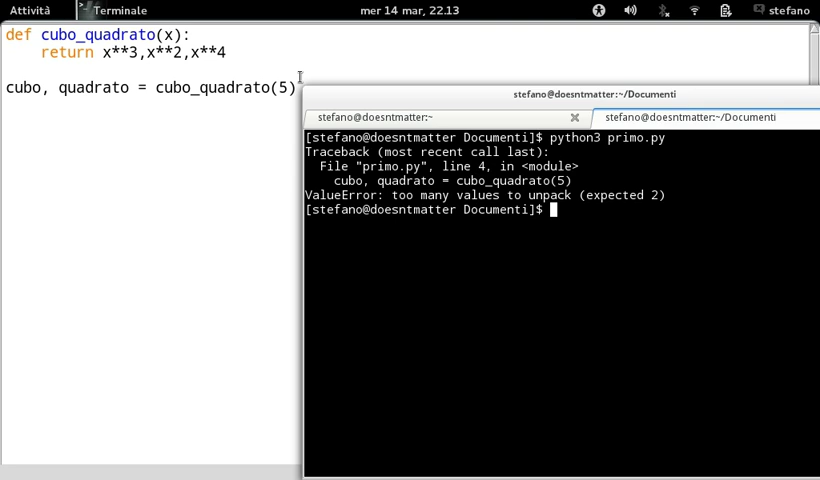 Attività
Terminale
mer 14 mar, 22.13
stefano
def cubo_quadrato(x):
    return x**3,x**2,x**4
cubo, quadrato = cubo_quadrato(5)
stefano@doesntmatter:~/Documenti
stefano@doesntmatter:~
stefano@doesntmatter:~/Documenti
[stefano@doesntmatter Documenti]$ python3 primo.py
Traceback (most recent call last):
  File "primo.py", line 4, in <module>
    cubo, quadrato = cubo_quadrato(5)
ValueError: too many values to unpack (expected 2)
[stefano@doesntmatter Documenti]$